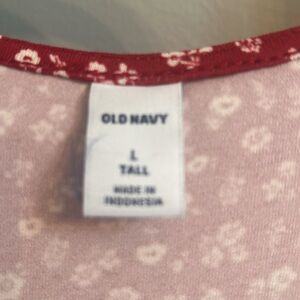 OLD NAVY
L
TALL
MADE IN
INDONESIA